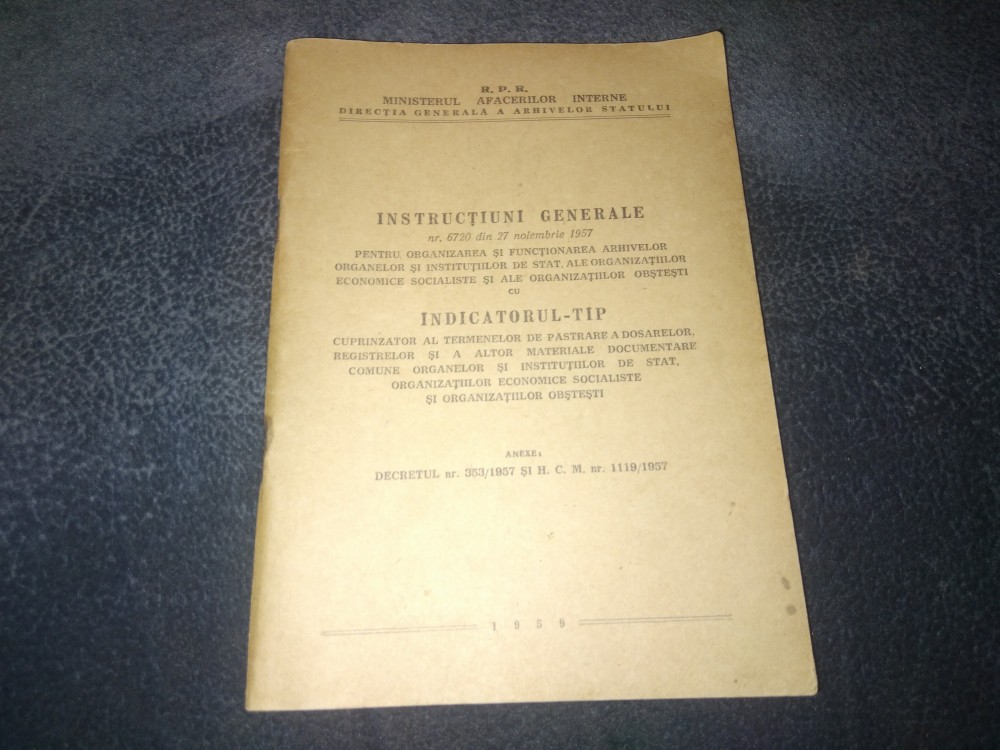 R. P. R.
MINISTERUL AFACERILOR INTERNE
DIRECȚIA GENERALĂ A ARHIVELOR STATULUI
INSTRUCȚIUNI GENERALE
nr. 6720 din 27 noiembrie 1957
PENTRU ORGANIZAREA ȘI FUNCȚIONAREA ARHIVELOR
ORGANELOR ȘI INSTITUȚIILOR DE STAT, ALE ORGANIZAȚIILOR
ECONOMICE SOCIALISTE ȘI ALE ORGANIZAȚIILOR OBȘTEȘTI
CU
INDICATORUL-TIP
CUPRINZATOR AL TERMENELOR DE PASTRARE A DOSARELOR,
REGISTRELOR ȘI A ALTOR MATERIALE DOCUMENTARE
COMUNE ORGANELOR ȘI INSTITUȚIILOR DE STAT,
ORGANIZAȚIILOR ECONOMICE SOCIALISTE
ȘI ORGANIZAȚIILOR OBȘTEȘTI
ANEXE:
DECRETUL nr. 353/1957 ȘI H. C. M. nr. 1119/1957
1959